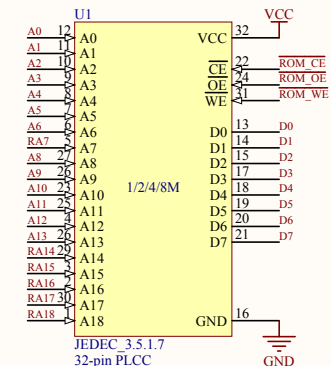 U1
VCC
A0 12 A0 VCC 32
A1 11 A1
A2 10 A2 CE 22 ROM_CE
A3 9 A3 OE 24 ROM_OE
A4 8 A4 WE 31 ROM_WE
A5 7 A5
A6 6 A6 D0 13 D0
RA7 5 A7 D1 14 D1
A8 27 A8 D2 15 D2
A9 26 A9 D3 17 D3
A10 23 A10 1/2/4/8M D4 18 D4
A11 25 A11 D5 19 D5
A12 4 A12 D6 20 D6
A13 28 A13 D7 21 D7
RA14 29 A14
RA15 3 A15
RA16 2 A16
RA17 30 A17
RA18 1 A18 GND 16
JEDEC_3.5.1.7
32-pin PLCC
GND